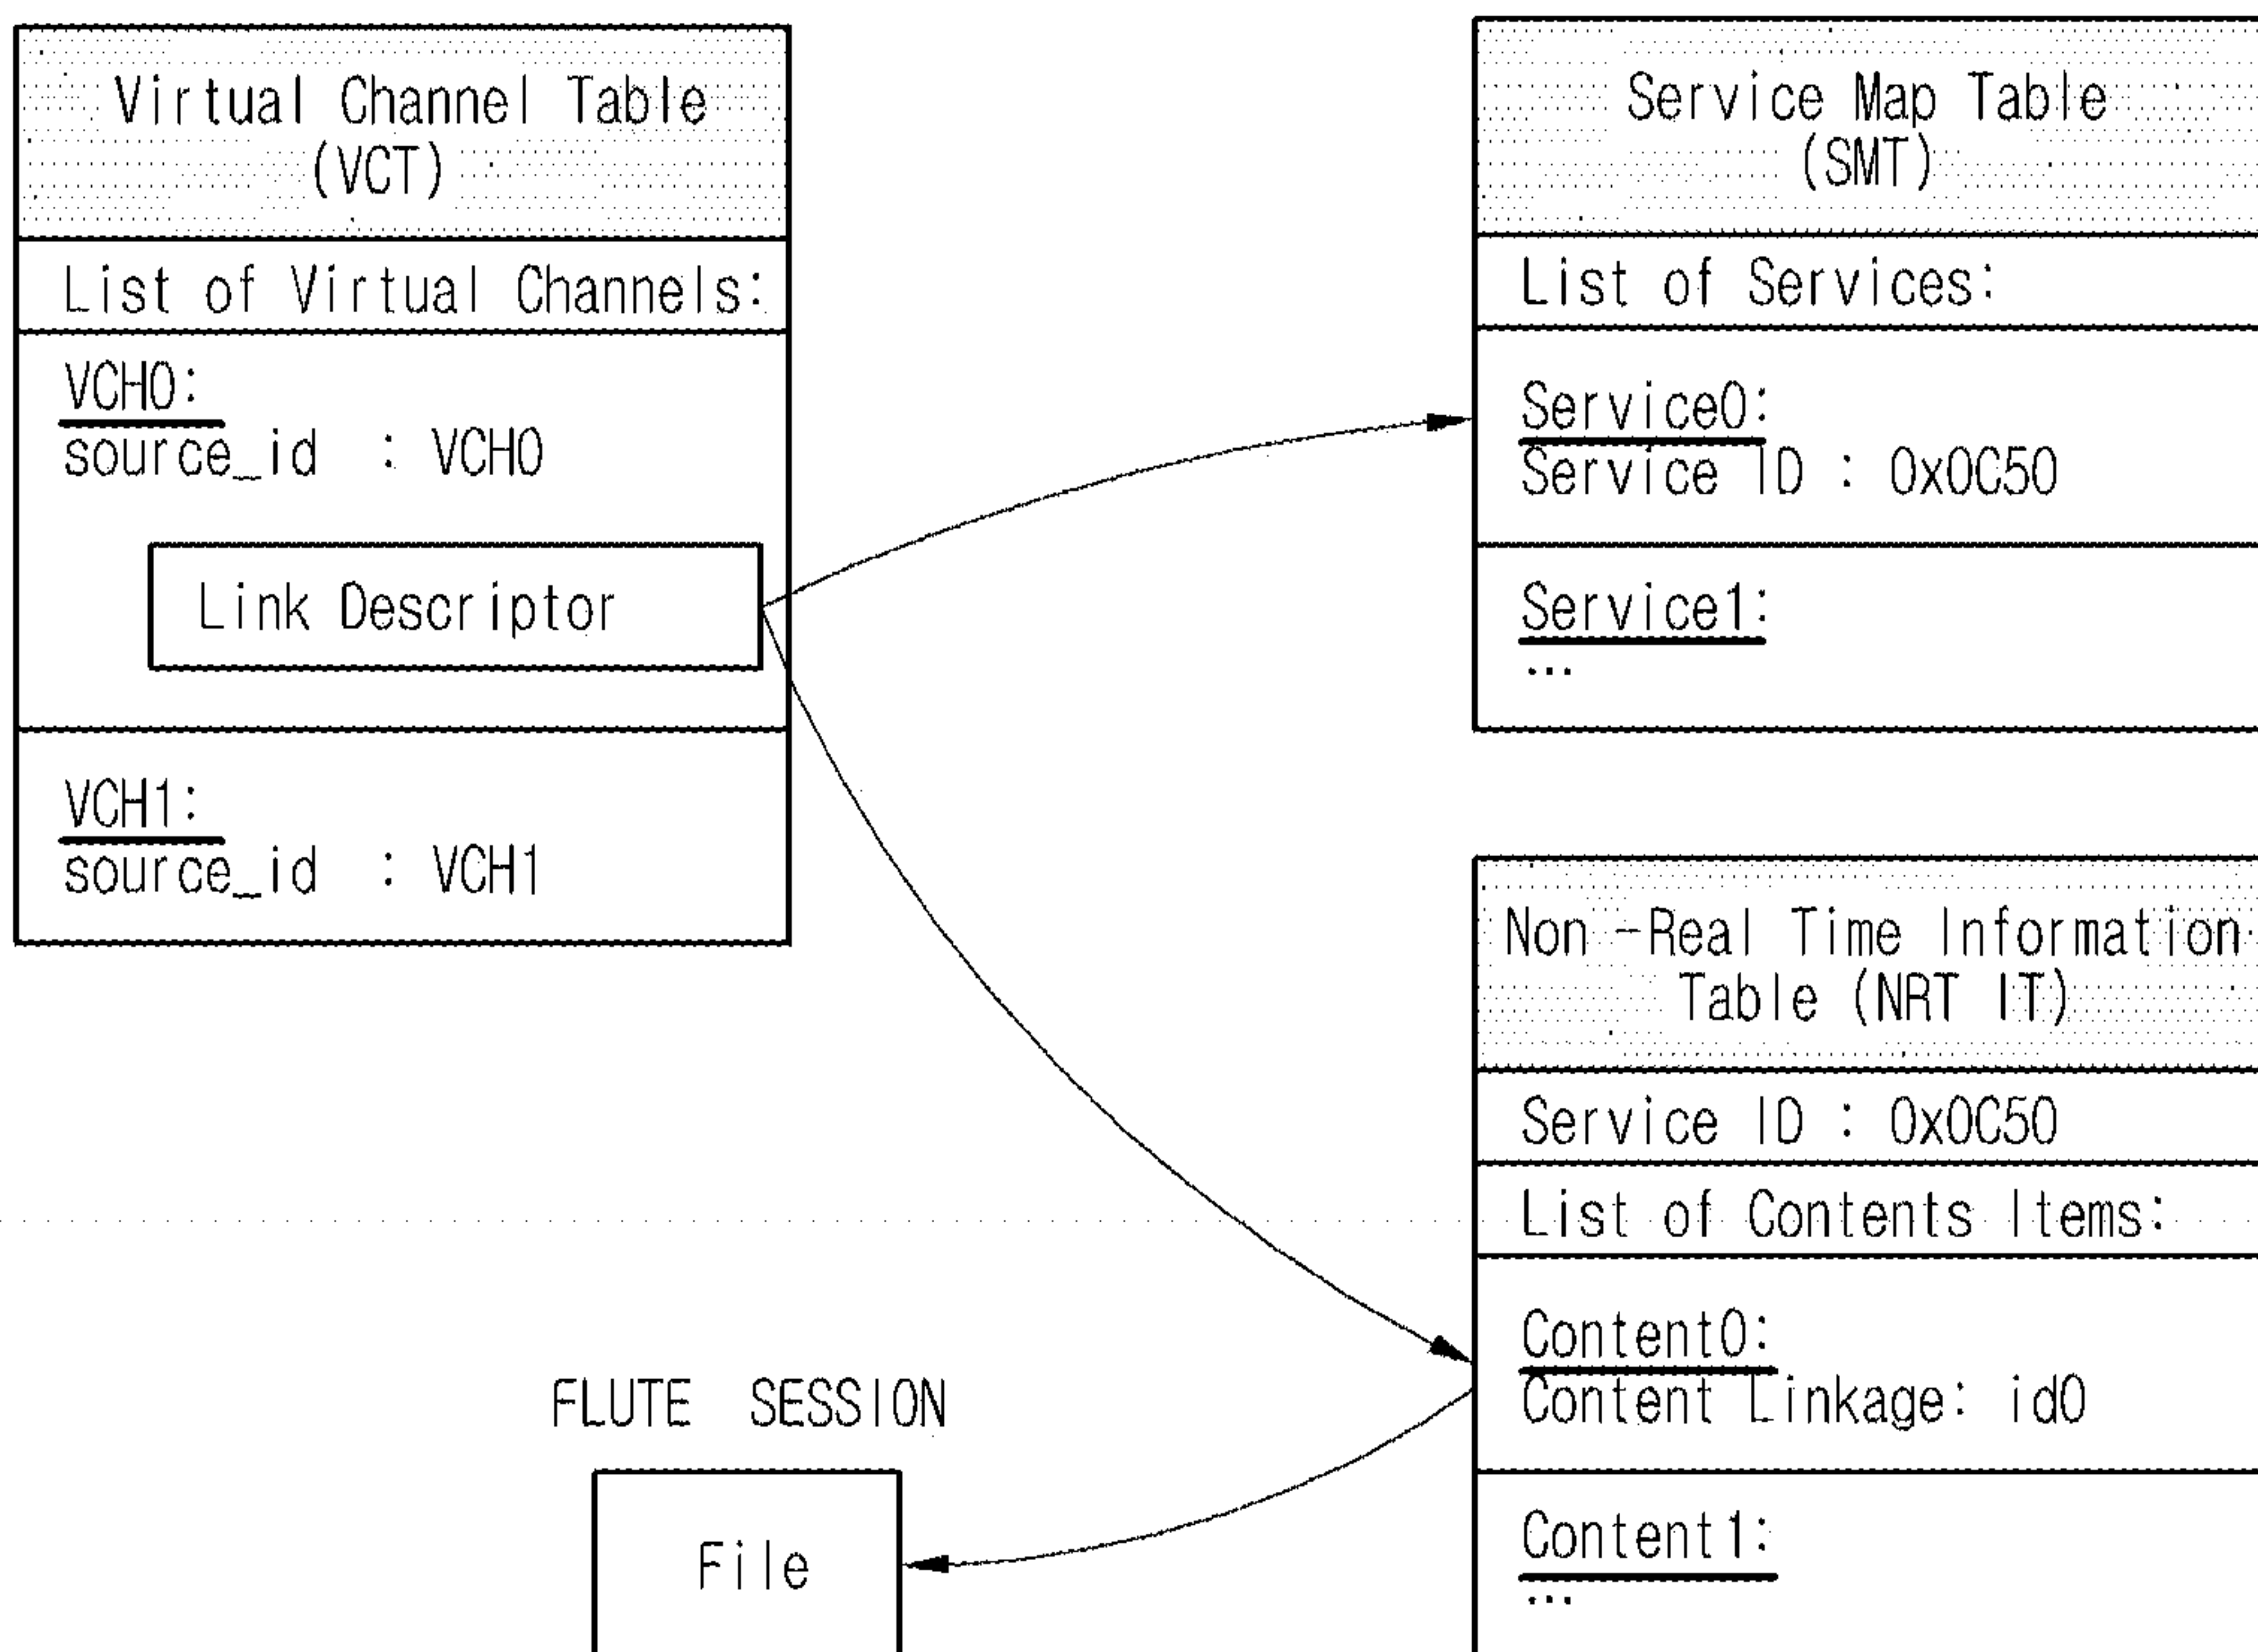 Virtual Channel Table
(VCT)
List of Virtual Channels:
VCH0:
source_id : VCH0
Link Descriptor
VCH1:
source_id : VCH1
Service Map Table
(SMT)
List of Services:
Service0:
Service ID : 0x0C50
Service1:
...
Non-Real Time Information
Table (NRT IT)
Service ID : 0x0C50
List of Contents Items:
Content0:
Content Linkage: id0
Content1:
...
FLUTE SESSION
File